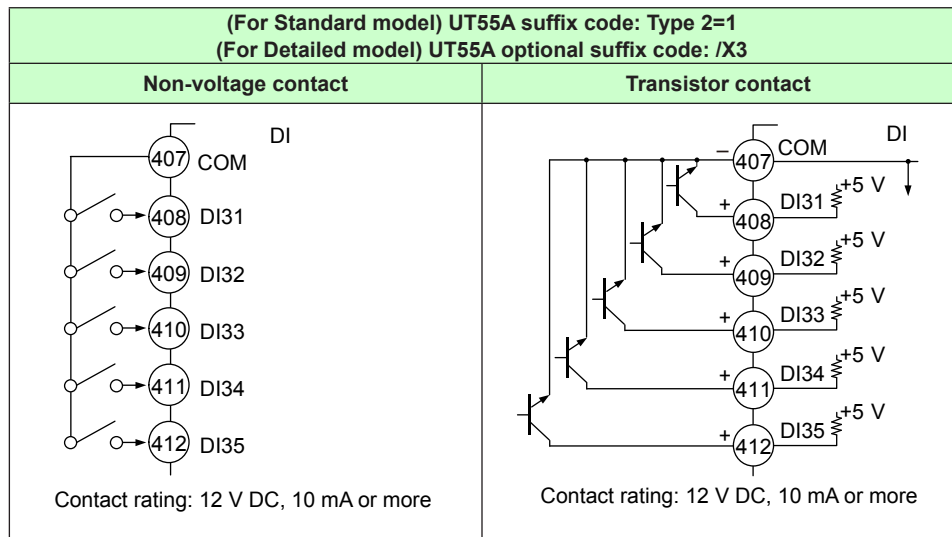 (For Standard model) UT55A suffix code: Type 2=1
(For Detailed model) UT55A optional suffix code: /X3
Non-voltage contact
DI
407 COM
408 DI31
409 DI32
410 DI33
411 DI34
412 DI35
Contact rating: 12 V DC, 10 mA or more
Transistor contact
DI
– 407 COM
+ 408 DI31 +5 V
+ 409 DI32 +5 V
+ 410 DI33 +5 V
+ 411 DI34 +5 V
+ 412 DI35 +5 V
Contact rating: 12 V DC, 10 mA or more